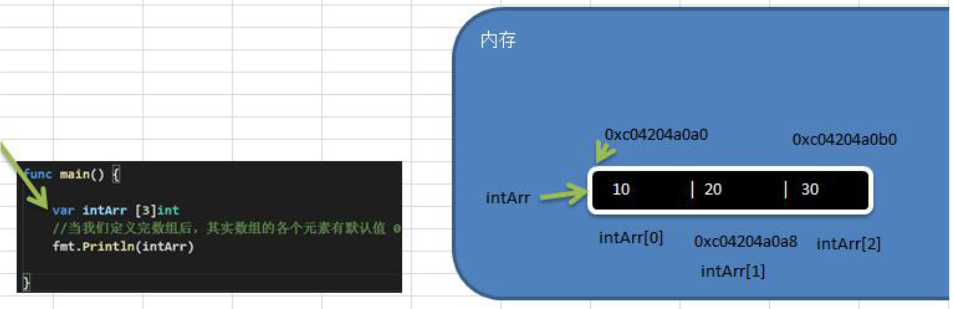 func main() {
var intArr [3]int
//当我们定义完数组后，其实数组的各个元素有默认值 0
fmt.Println(intArr)
}
内存
0xc04204a0a0
0xc04204a0b0
intArr
10 | 20 | 30
intArr[0]
0xc04204a0a8
intArr[2]
intArr[1]